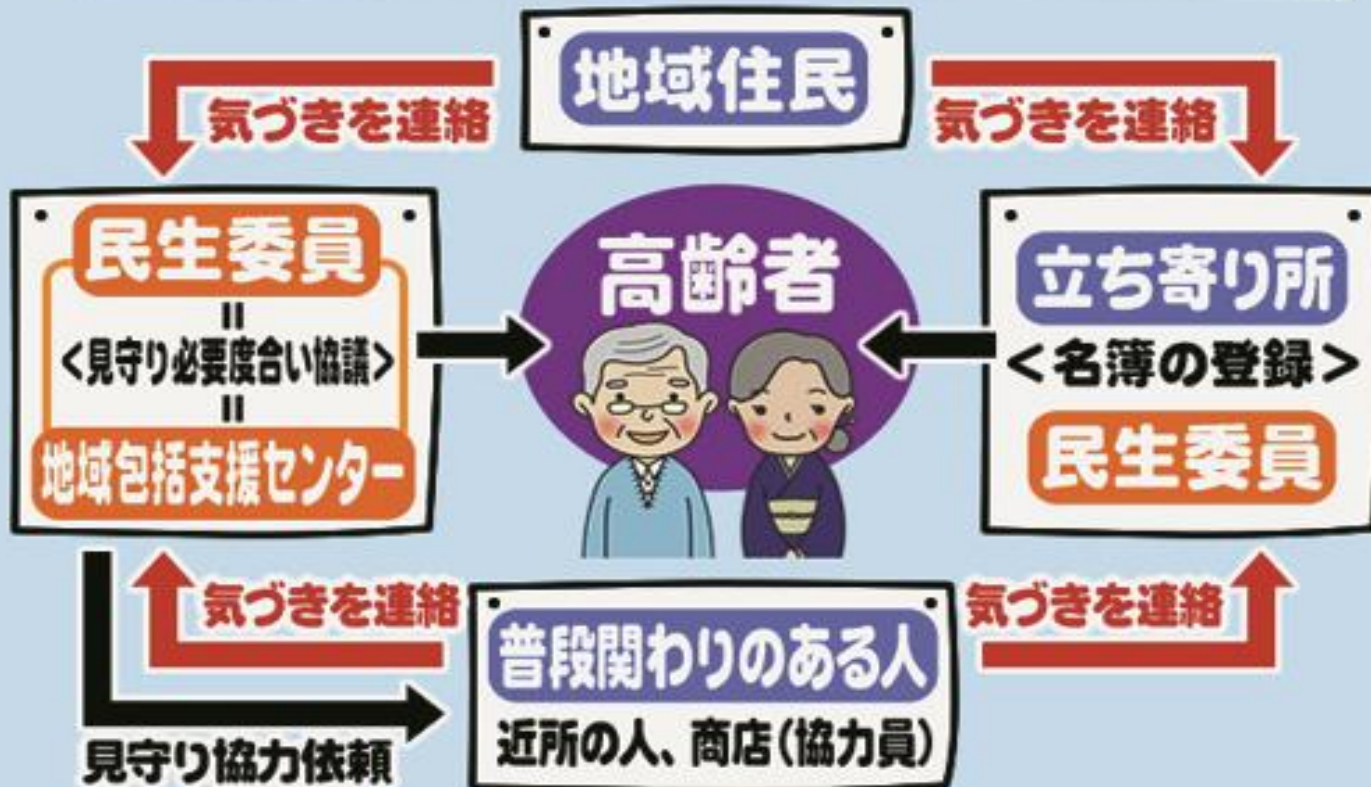 地域住民
気づきを連絡
気づきを連絡
民生委員
=
<見守り必要度合い協議>
=
地域包括支援センター
高齢者
立ち寄り所
<名簿の登録>
民生委員
気づきを連絡
気づきを連絡
普段関わりのある人
近所の人、商店(協力員)
見守り協力依頼